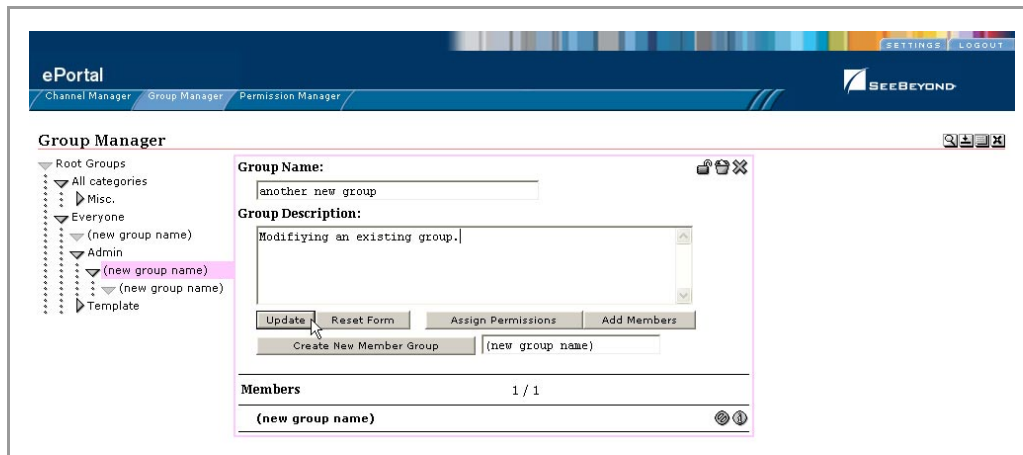 SETTINGS LOGOUT
ePortal
Channel Manager Group Manager Permission Manager
SEEBEYOND
Group Manager
Root Groups
All categories
Misc.
Everyone
(new group name)
Admin
(new group name)
(new group name)
Template
Group Name:
another new group
Group Description:
Modifiying an existing group.
Update Reset Form Assign Permissions Add Members
Create New Member Group (new group name)
Members 1 / 1
(new group name)